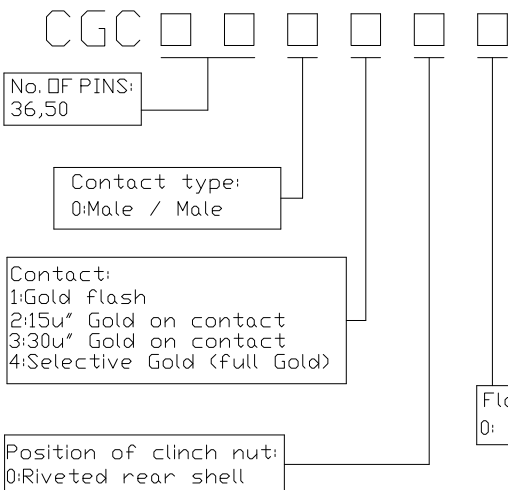 CGC
No. OF PINS:
36,50
Contact type:
0:Male / Male
Contact:
1:Gold flash
2:15u" Gold on contact
3:30u" Gold on contact
4:Selective Gold (full Gold)
0:
Position of clinch nut:
0:Riveted rear shell